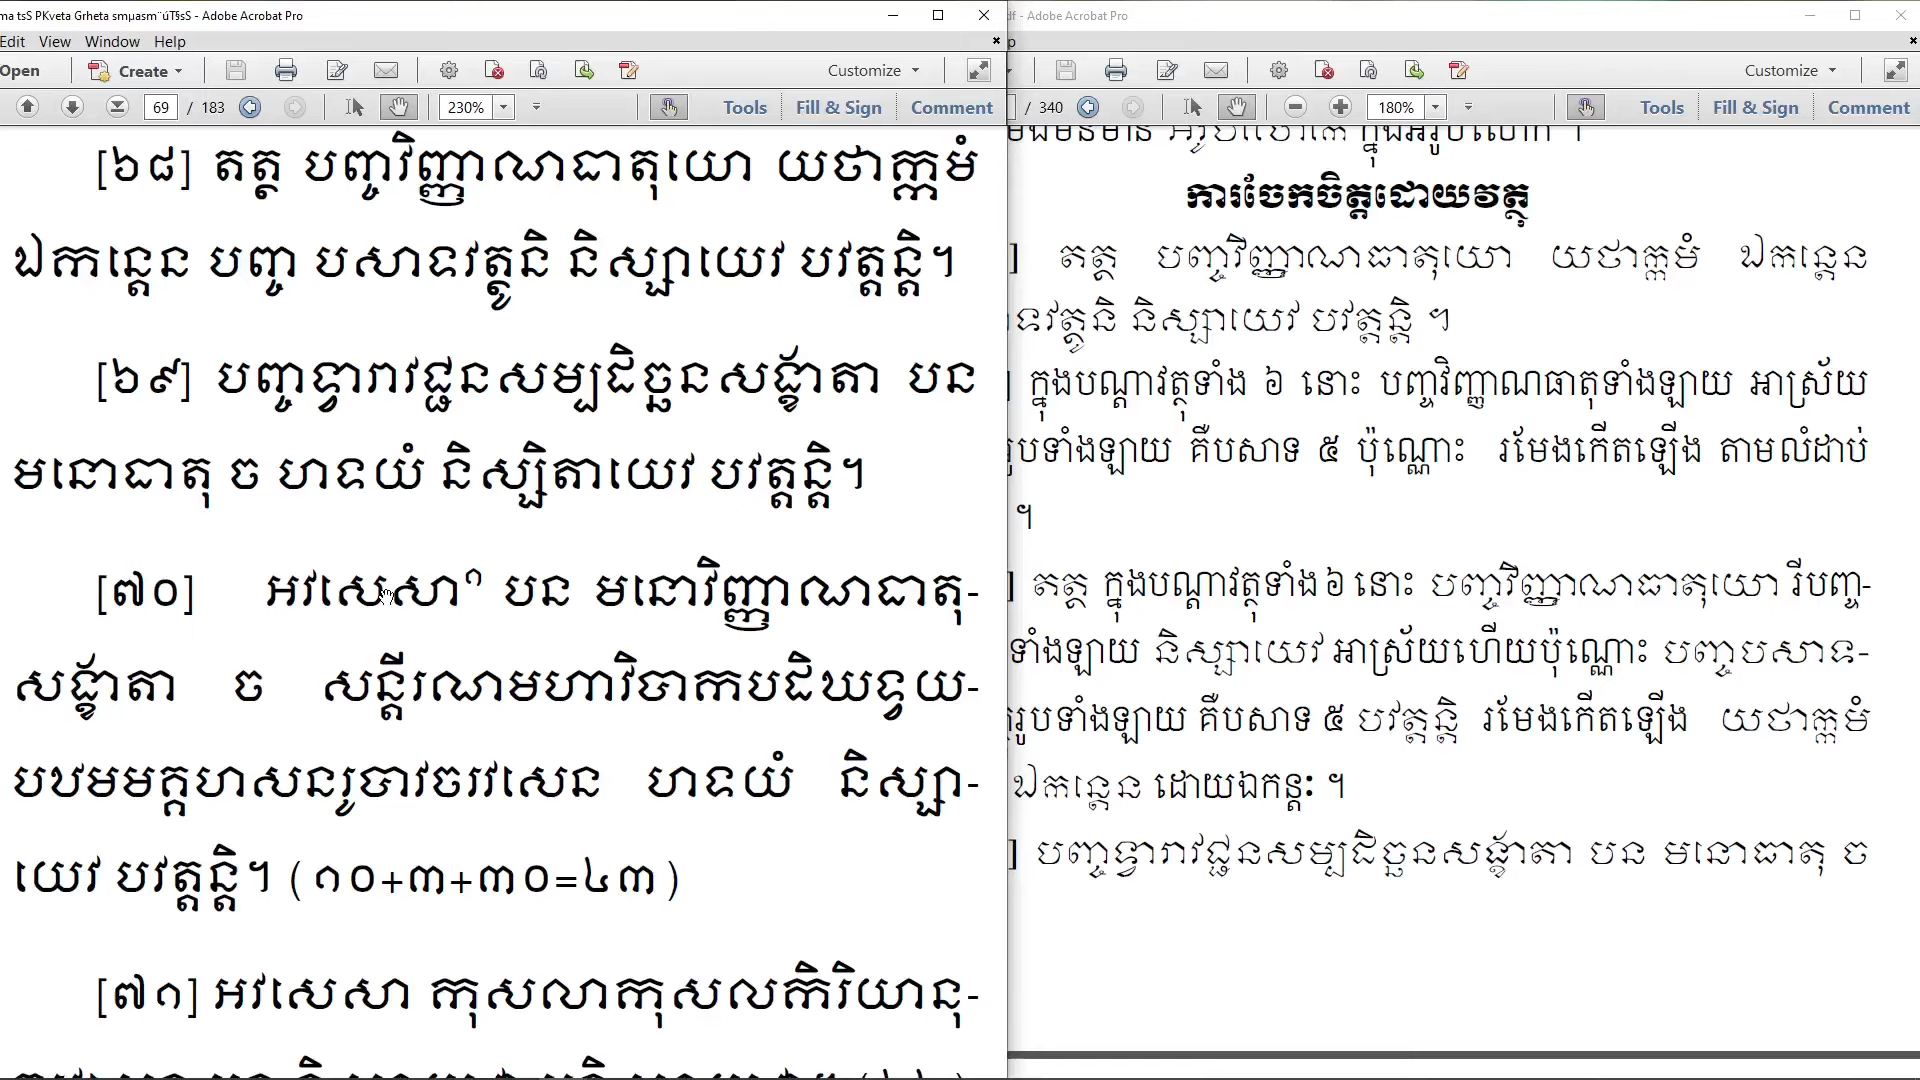 ma tsS PKveta Grheta smµasm¨úT§sS - Adobe Acrobat Pro
Edit View Window Help
Open Create Customize
69 / 183 230% Tools Fill & Sign Comment
[៦៨] តត្ថ បញ្ចវិញ្ញាណធាតុយោ យថាក្កមំ
ឯកន្តេន បញ្ច បសាទវត្ថូនិ និស្សាយេវ បវត្តន្តិ។
[៦៩] បញ្ចទ្វារាវជ្ជនសម្បដិច្ឆនសង្ខាតា បន
មនោធាតុ ច ហទយំ និស្សិតាយេវ បវត្តន្តិ។
[៧០] អវសេសា១ បន មនោវិញ្ញាណធាតុ-
សង្ខាតា ច សន្តីរណមហាវិបាកបដិឃទ្វយ-
បឋមមគ្គហសនរូបាវចរវសេន ហទយំ និស្សា-
យេវ បវត្តន្តិ។ (១០+៣+៣០=៤៣)
[៧១] អវសេសា កុសលាកុសលកិរិយានុ-
df - Adobe Acrobat Pro
p
Customize
/ 340 180% Tools Fill & Sign Comment
ការចែកចិត្តដោយវត្ថុ
] តត្ថ បញ្ចវិញ្ញាណធាតុយោ យថាក្កមំ ឯកន្តេន
ទវត្ថូនិ និស្សាយេវ បវត្តន្តិ ។
] ក្នុងបណ្តាវត្ថុទាំង ៦ នោះ បញ្ចវិញ្ញាណធាតុទាំងឡាយ អាស្រ័យ
រូបទាំងឡាយ គឺបសាទ ៥ ប៉ុណ្ណោះ រមែងកើតឡើង តាមលំដាប់
។
] តត្ថ ក្នុងបណ្តាវត្ថុទាំង ៦ នោះ បញ្ចវិញ្ញាណធាតុយោ រីបញ្ច-
ទាំងឡាយ និស្សាយេវ អាស្រ័យហើយប៉ុណ្ណោះ បញ្ចបសាទ-
រូបទាំងឡាយ គឺបសាទ ៥ បវត្តន្តិ រមែងកើតឡើង យថាក្កមំ
ឯកន្តេន ដោយឯកន្តៈ ។
] បញ្ចទ្វារាវជ្ជនសម្បដិច្ឆនសង្ខាតា បន មនោធាតុ ច